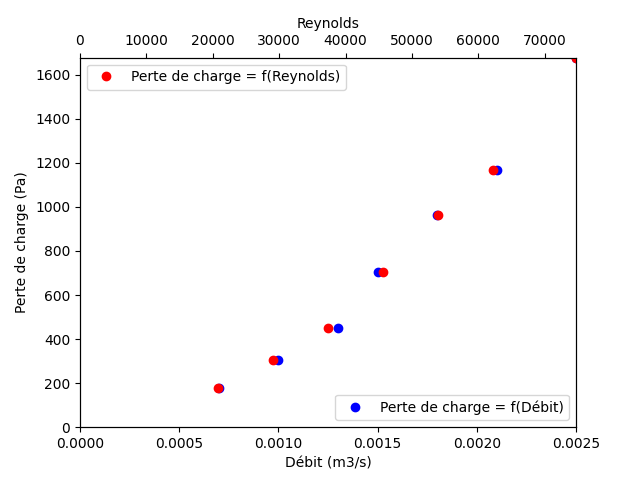 Reynolds
0 10000 20000 30000 40000 50000 60000 70000
Perte de charge = f(Reynolds)
1600
1400
1200
1000
800
600
400
200
0
Perte de charge (Pa)
Perte de charge = f(Débit)
0.0000 0.0005 0.0010 0.0015 0.0020 0.0025
Débit (m3/s)